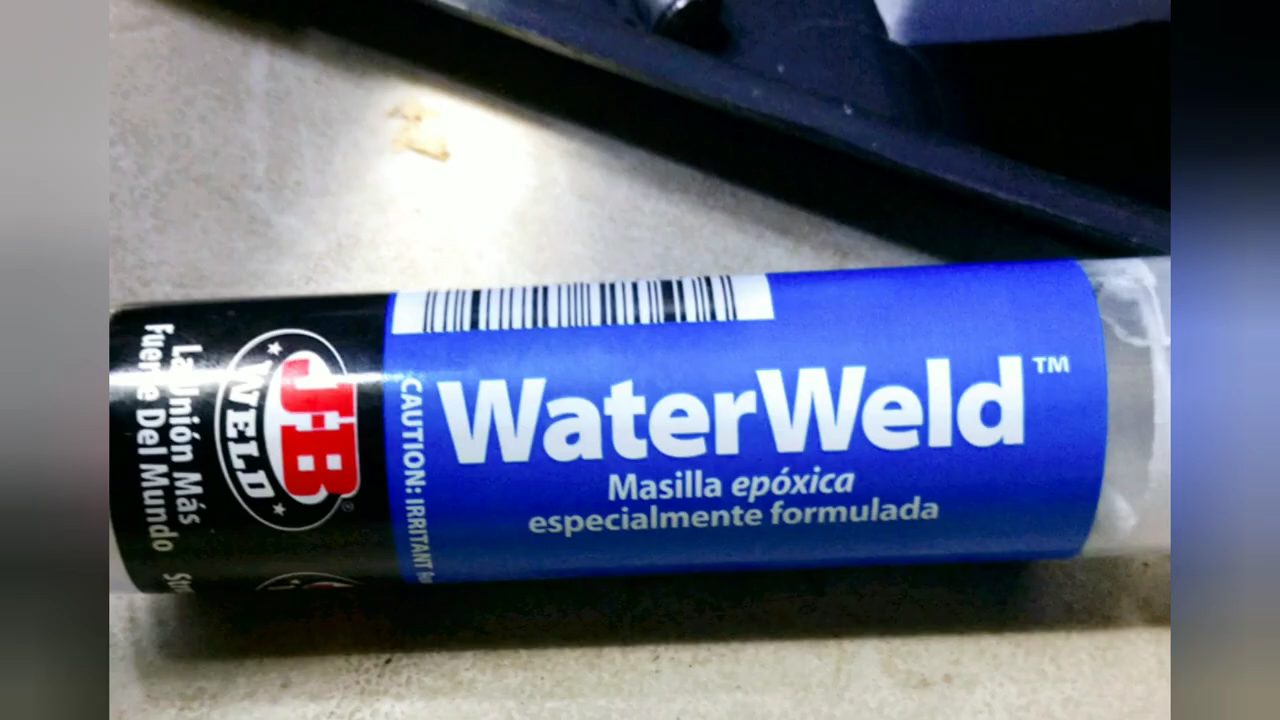 La Unión Más
Fuerte Del Mundo
J-B
WELD
CAUTION: IRRITANT
WaterWeld™
Masilla epóxica
especialmente formulada